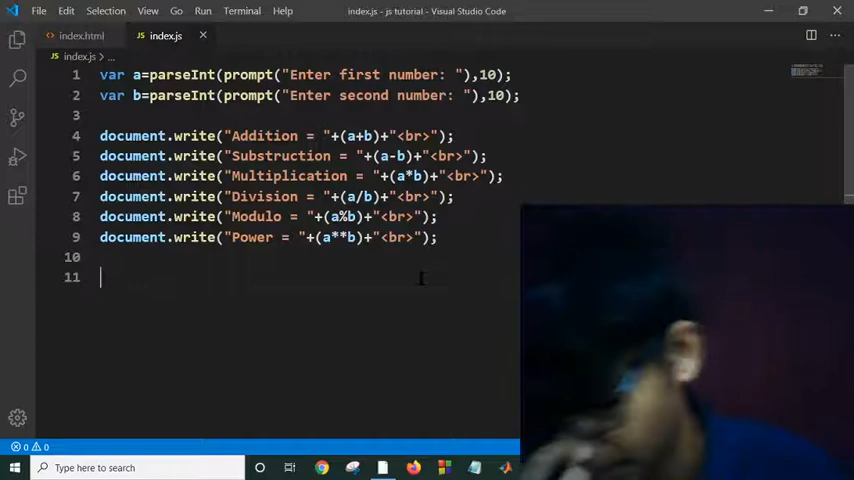 File Edit Selection View Go Run Terminal Help index.js - js tutorial - Visual Studio Code
index.html JS index.js
JS index.js > ...
1 var a=parseInt(prompt("Enter first number: "),10);
2 var b=parseInt(prompt("Enter second number: "),10);
3
4 document.write("Addition = "+(a+b)+"<br>");
5 document.write("Substruction = "+(a-b)+"<br>");
6 document.write("Multiplication = "+(a*b)+"<br>");
7 document.write("Division = "+(a/b)+"<br>");
8 document.write("Modulo = "+(a%b)+"<br>");
9 document.write("Power = "+(a**b)+"<br>");
10
11
0 0
Type here to search